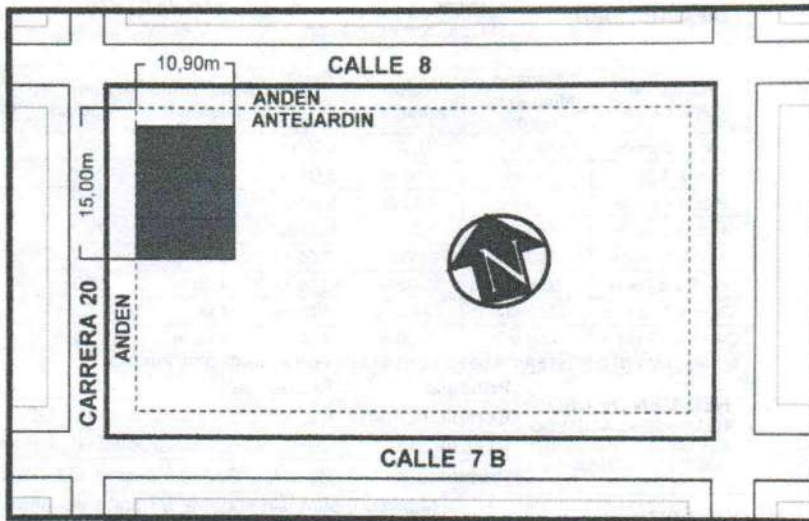 10,90m
CALLE 8
ANDEN
ANTEJARDIN
15,00m
CARRERA 20
ANDEN
N
CALLE 7 B